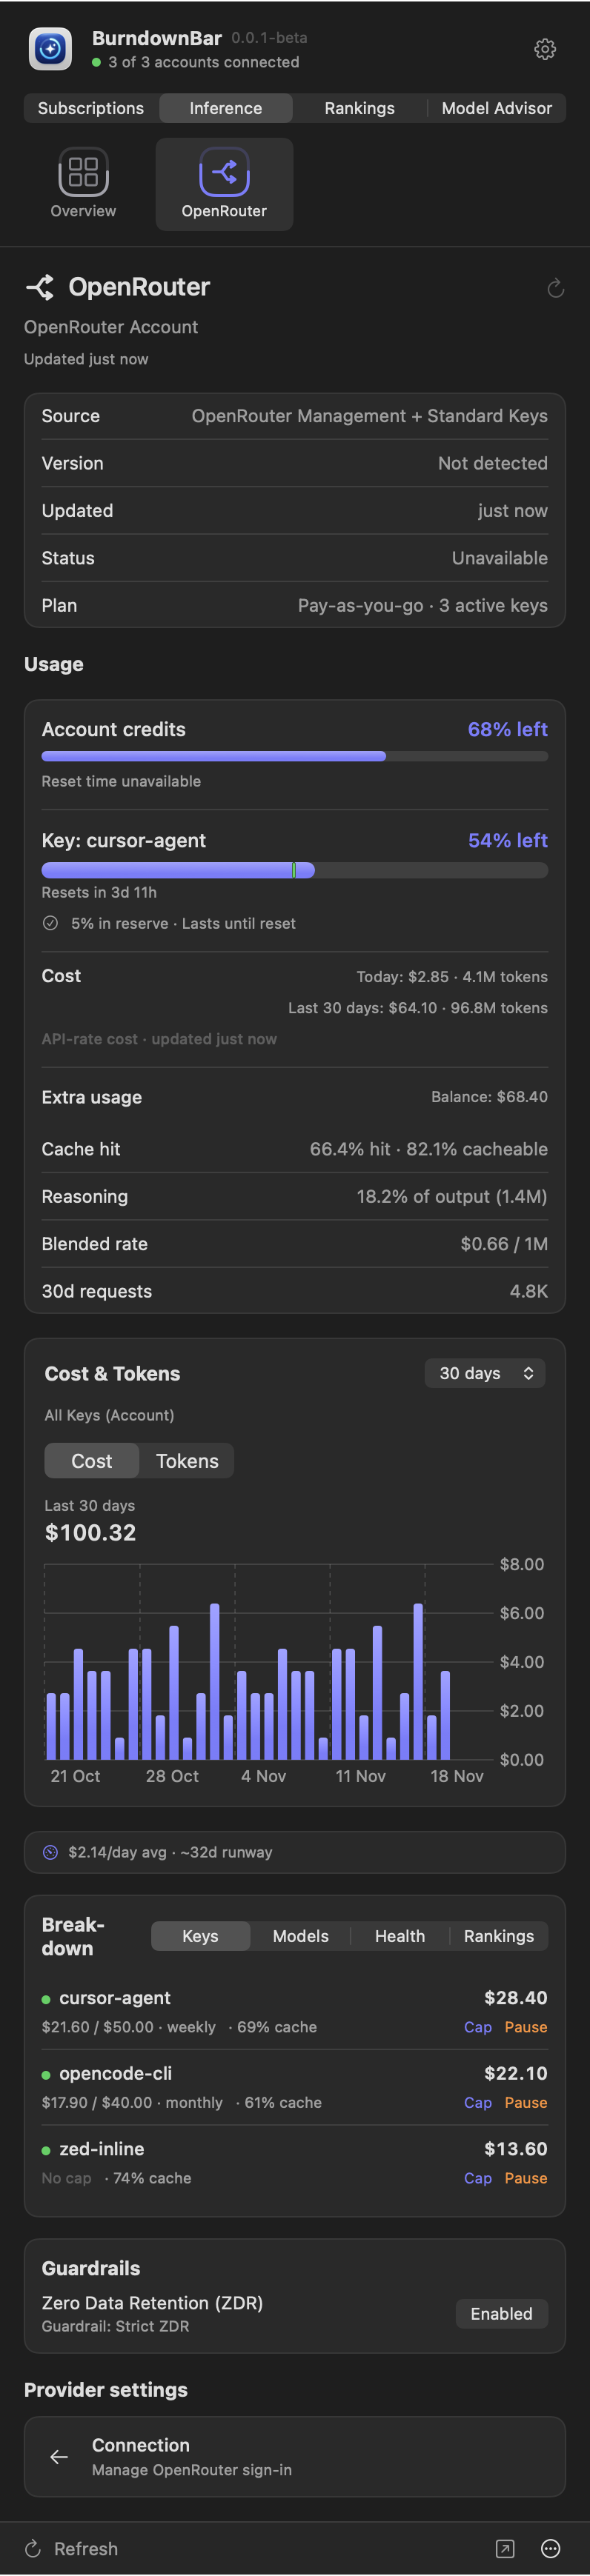 BurndownBar 0.0.1-beta
3 of 3 accounts connected
Subscriptions Inference Rankings Model Advisor
Overview OpenRouter
OpenRouter
OpenRouter Account
Updated just now
Source OpenRouter Management + Standard Keys
Version Not detected
Updated just now
Status Unavailable
Plan Pay-as-you-go · 3 active keys
Usage
Account credits 68% left
Reset time unavailable
Key: cursor-agent 54% left
Resets in 3d 11h
5% in reserve · Lasts until reset
Cost Today: $2.85 · 4.1M tokens
Last 30 days: $64.10 · 96.8M tokens
API-rate cost · updated just now
Extra usage Balance: $68.40
Cache hit 66.4% hit · 82.1% cacheable
Reasoning 18.2% of output (1.4M)
Blended rate $0.66 / 1M
30d requests 4.8K
Cost & Tokens 30 days
All Keys (Account)
Cost Tokens
Last 30 days
$100.32
$8.00
$6.00
$4.00
$2.00
$0.00
21 Oct 28 Oct 4 Nov 11 Nov 18 Nov
$2.14/day avg · ~32d runway
Break-
down
Keys Models Health Rankings
cursor-agent $28.40
$21.60 / $50.00 · weekly · 69% cache Cap Pause
opencode-cli $22.10
$17.90 / $40.00 · monthly · 61% cache Cap Pause
zed-inline $13.60
No cap · 74% cache Cap Pause
Guardrails
Zero Data Retention (ZDR)
Guardrail: Strict ZDR
Enabled
Provider settings
Connection
Manage OpenRouter sign-in
Refresh